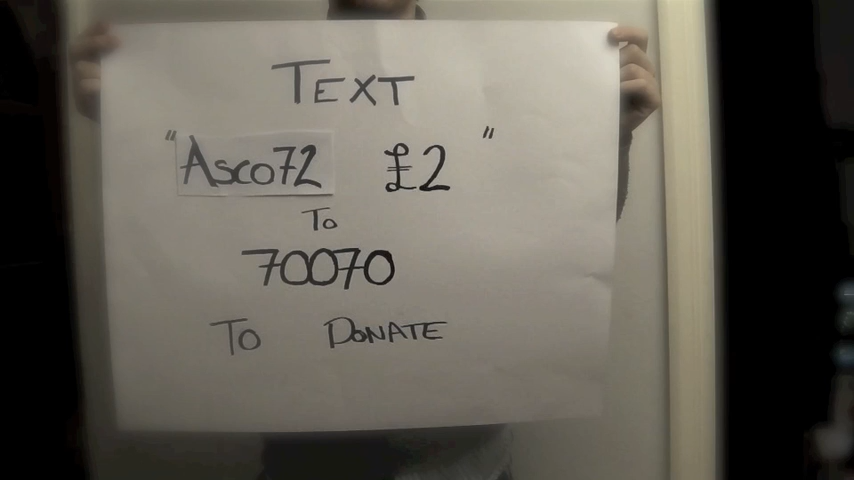 TEXT
"Asco72 £2"
To
70070
To DONATE